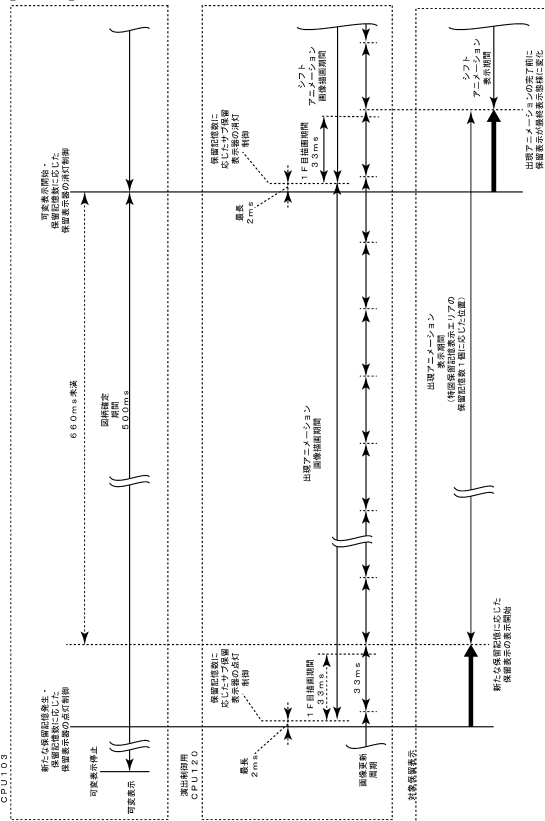 CPU103
新たな保留記憶発生・
保留記憶数に応じた
保留表示器の点灯制御
可変表示停止
可変表示
660ms未満
図柄確定
期間
500ms
可変表示開始・
保留記憶数に応じた
保留表示器の消灯制御
演出制御用
CPU120
最長
2ms
保留記憶数に
応じたサブ保留
表示器の点灯
制御
1F目描画期間
33ms
33ms
画像更新
周期
出現アニメーション
画像描画期間
最長
2ms
保留記憶数に
応じたサブ保留
表示器の消灯
制御
1F目描画期間
33ms
シフト
アニメーション
画像描画期間
対象保留表示
新たな保留記憶に応じた
保留表示の表示開始
出現アニメーション
表示期間
(特図保留記憶表示エリアの
保留記憶数1個に応じた位置)
シフト
アニメーション
表示期間
出現アニメーションの完了前に
保留表示が最終表示態様に変化